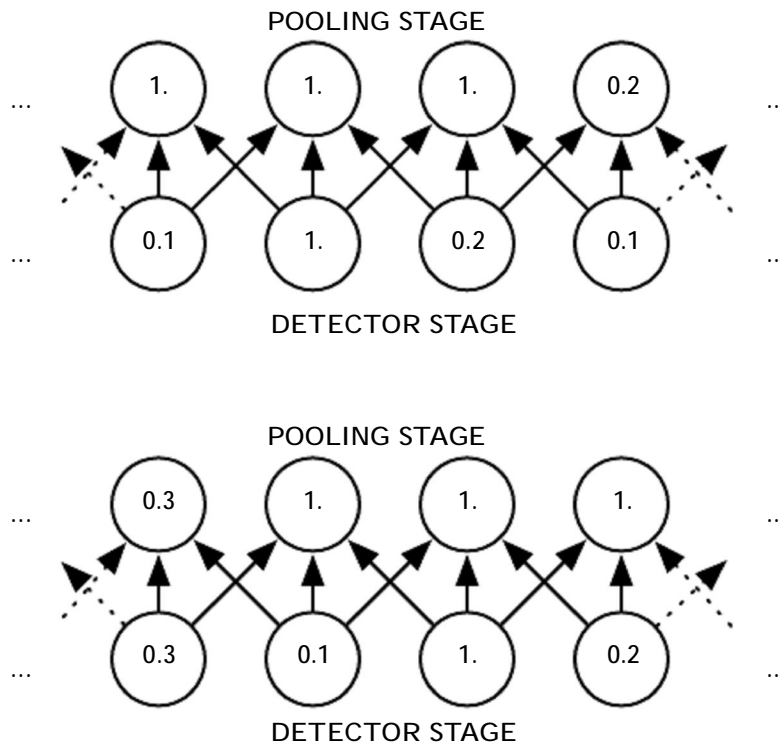 POOLING STAGE
... 1. 1. 1. 0.2 ..
... 0.1 1. 0.2 0.1 ..
DETECTOR STAGE
POOLING STAGE
... 0.3 1. 1. 1. ..
... 0.3 0.1 1. 0.2 ..
DETECTOR STAGE